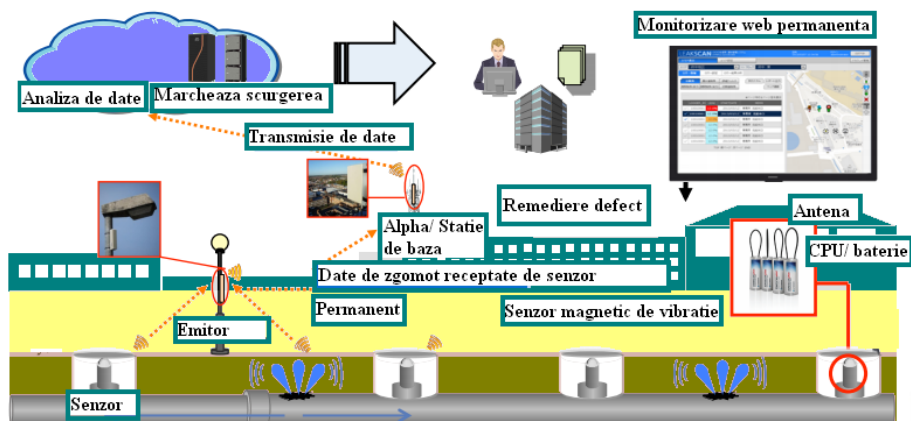 Monitorizare web permanenta
Analiza de date
Marcheaza scurgerea
Transmisie de date
Remediere defect
Antena
Alpha/ Statie
de baza
CPU/ baterie
Date de zgomot receptate de senzor
Permanent
Senzor magnetic de vibratie
Emitor
Senzor